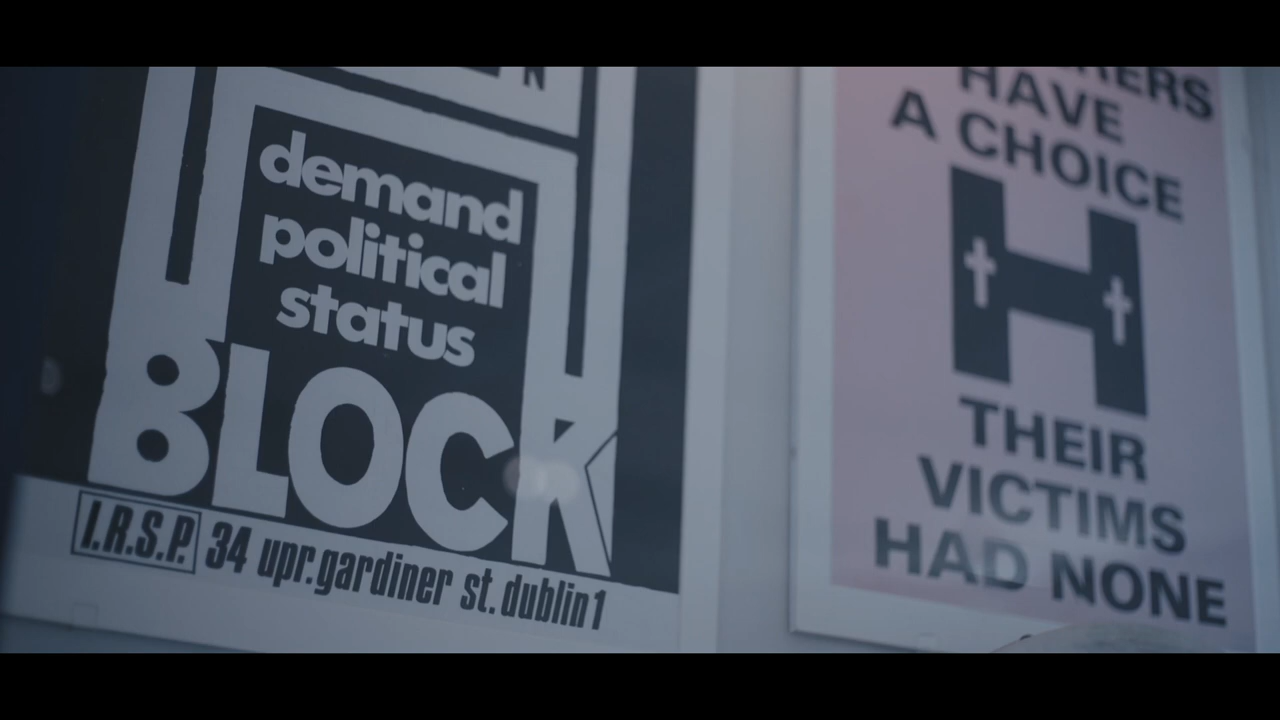 demand
political
status
BLOCK
I.R.S.P. 34 upr.gardiner st.dublin1
HAVE
A CHOICE
H
THEIR
VICTIMS
HAD NONE